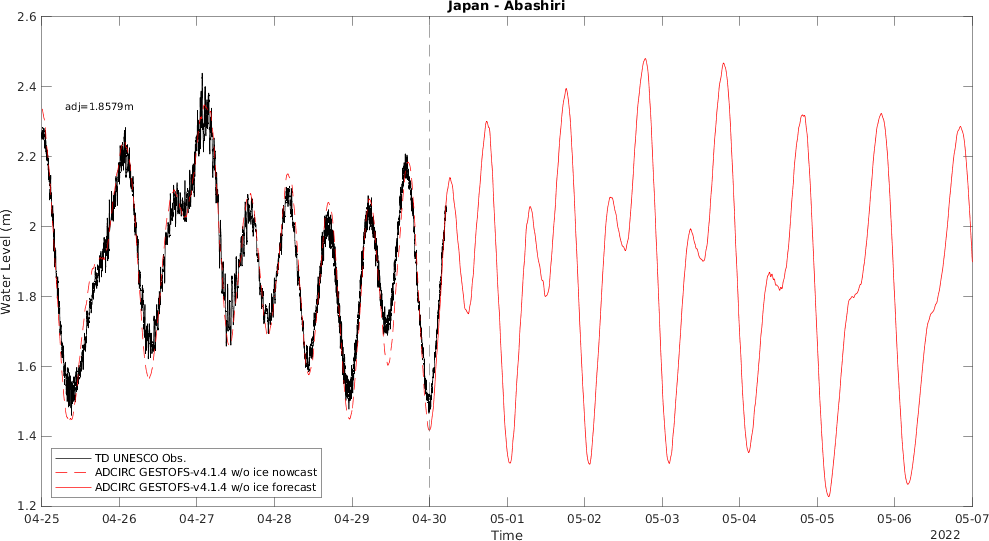 Japan - Abashiri
2.6
2.4
2.2
2
1.8
1.6
1.4
1.2
Water Level (m)
adj=1.8579m
TD UNESCO Obs.
ADCIRC GESTOFS-v4.1.4 w/o ice nowcast
ADCIRC GESTOFS-v4.1.4 w/o ice forecast
04-25 04-26 04-27 04-28 04-29 04-30 05-01 05-02 05-03 05-04 05-05 05-06 05-07
Time
2022